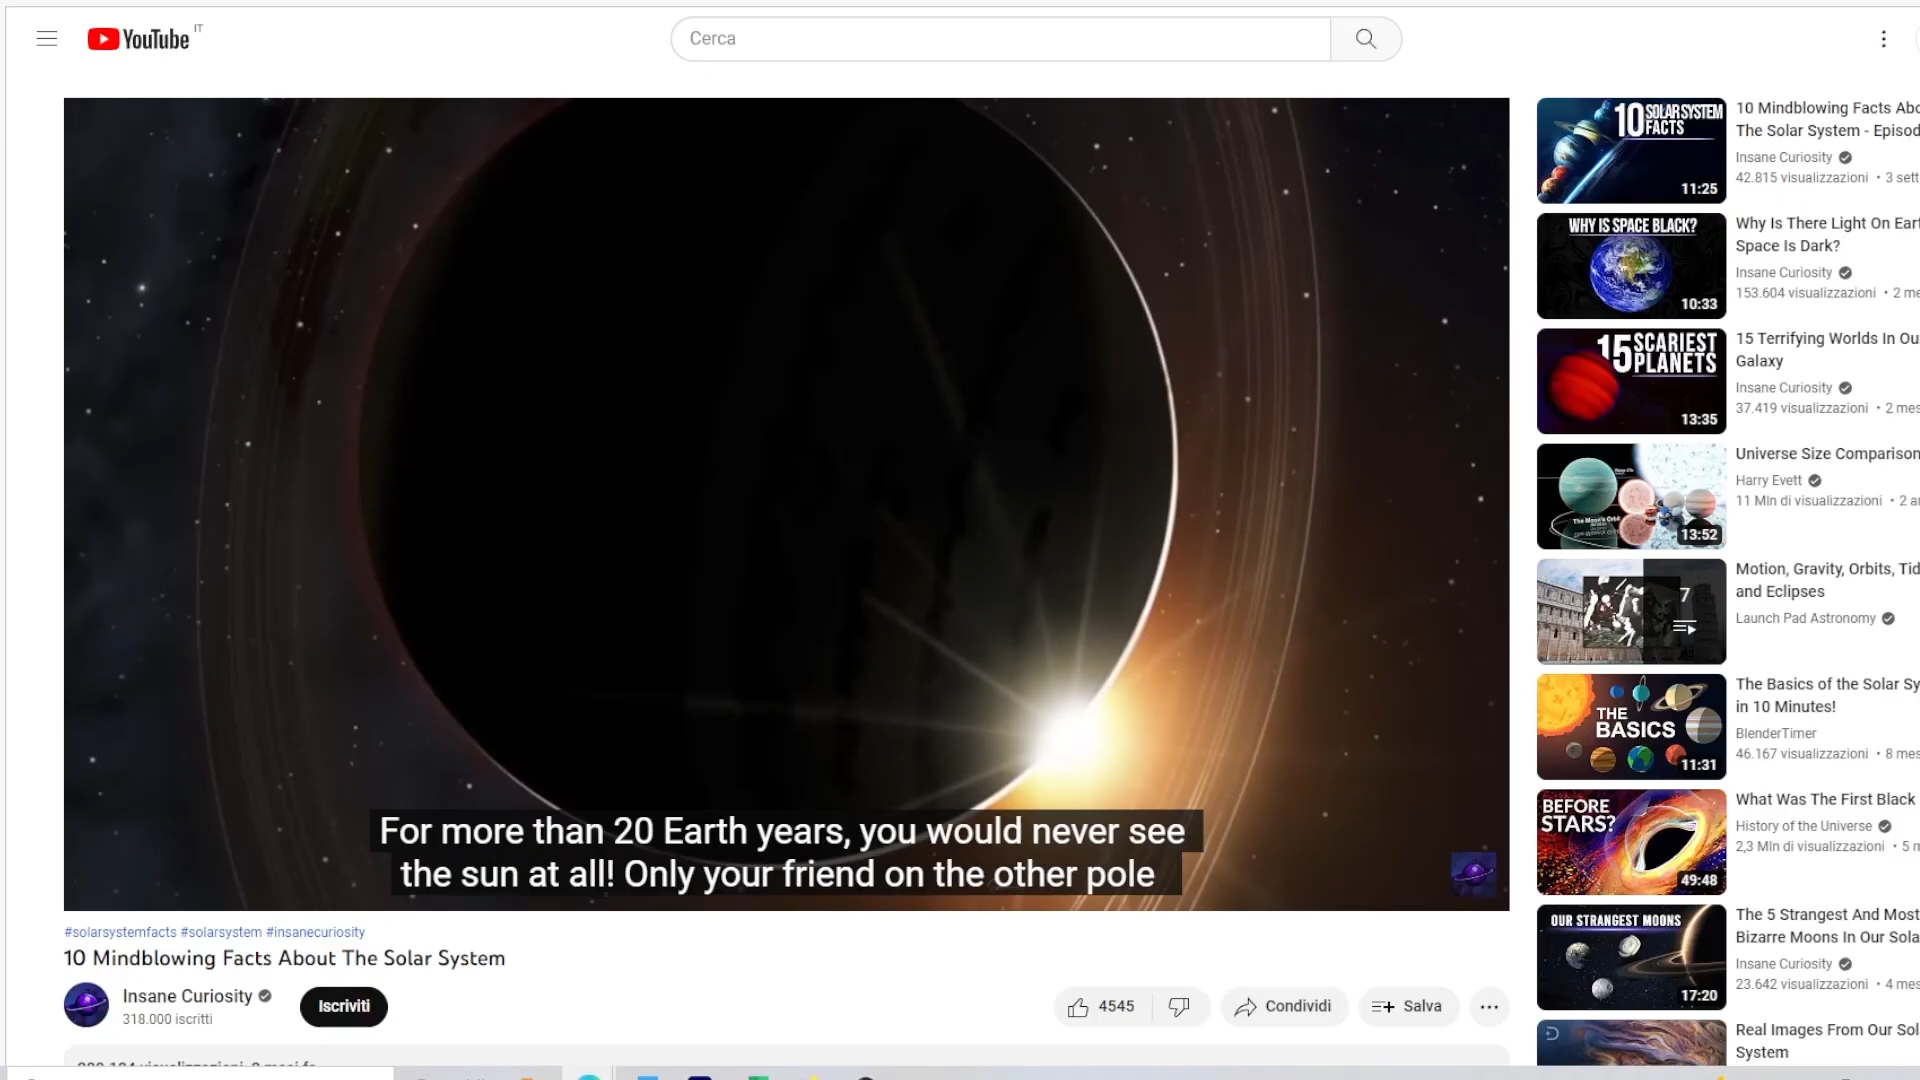 YouTube IT
Cerca
For more than 20 Earth years, you would never see
the sun at all! Only your friend on the other pole
#solarsystemfacts #solarsystem #insanecuriosity
10 Mindblowing Facts About The Solar System
Insane Curiosity
318.000 iscritti
Iscriviti
4545
Condividi
Salva
10 SOLAR SYSTEM
FACTS
11:25
10 Mindblowing Facts Abo
The Solar System - Episod
Insane Curiosity
42.815 visualizzazioni • 3 sett
WHY IS SPACE BLACK?
10:33
Why Is There Light On Eart
Space Is Dark?
Insane Curiosity
153.604 visualizzazioni • 2 me
15 SCARIEST
PLANETS
13:35
15 Terrifying Worlds In Ou
Galaxy
Insane Curiosity
37.419 visualizzazioni • 2 mes
The Moon's Orbit
13:52
Universe Size Comparison
Harry Evett
11 Mln di visualizzazioni • 2 an
7
Motion, Gravity, Orbits, Tid
and Eclipses
Launch Pad Astronomy
THE
BASICS
11:31
The Basics of the Solar Sy
in 10 Minutes!
BlenderTimer
46.167 visualizzazioni • 8 mes
BEFORE
STARS?
49:48
What Was The First Black
History of the Universe
2,3 Mln di visualizzazioni • 5 m
OUR STRANGEST MOONS
17:20
The 5 Strangest And Most
Bizarre Moons In Our Sola
Insane Curiosity
23.642 visualizzazioni • 4 mes
Real Images From Our Sol
System